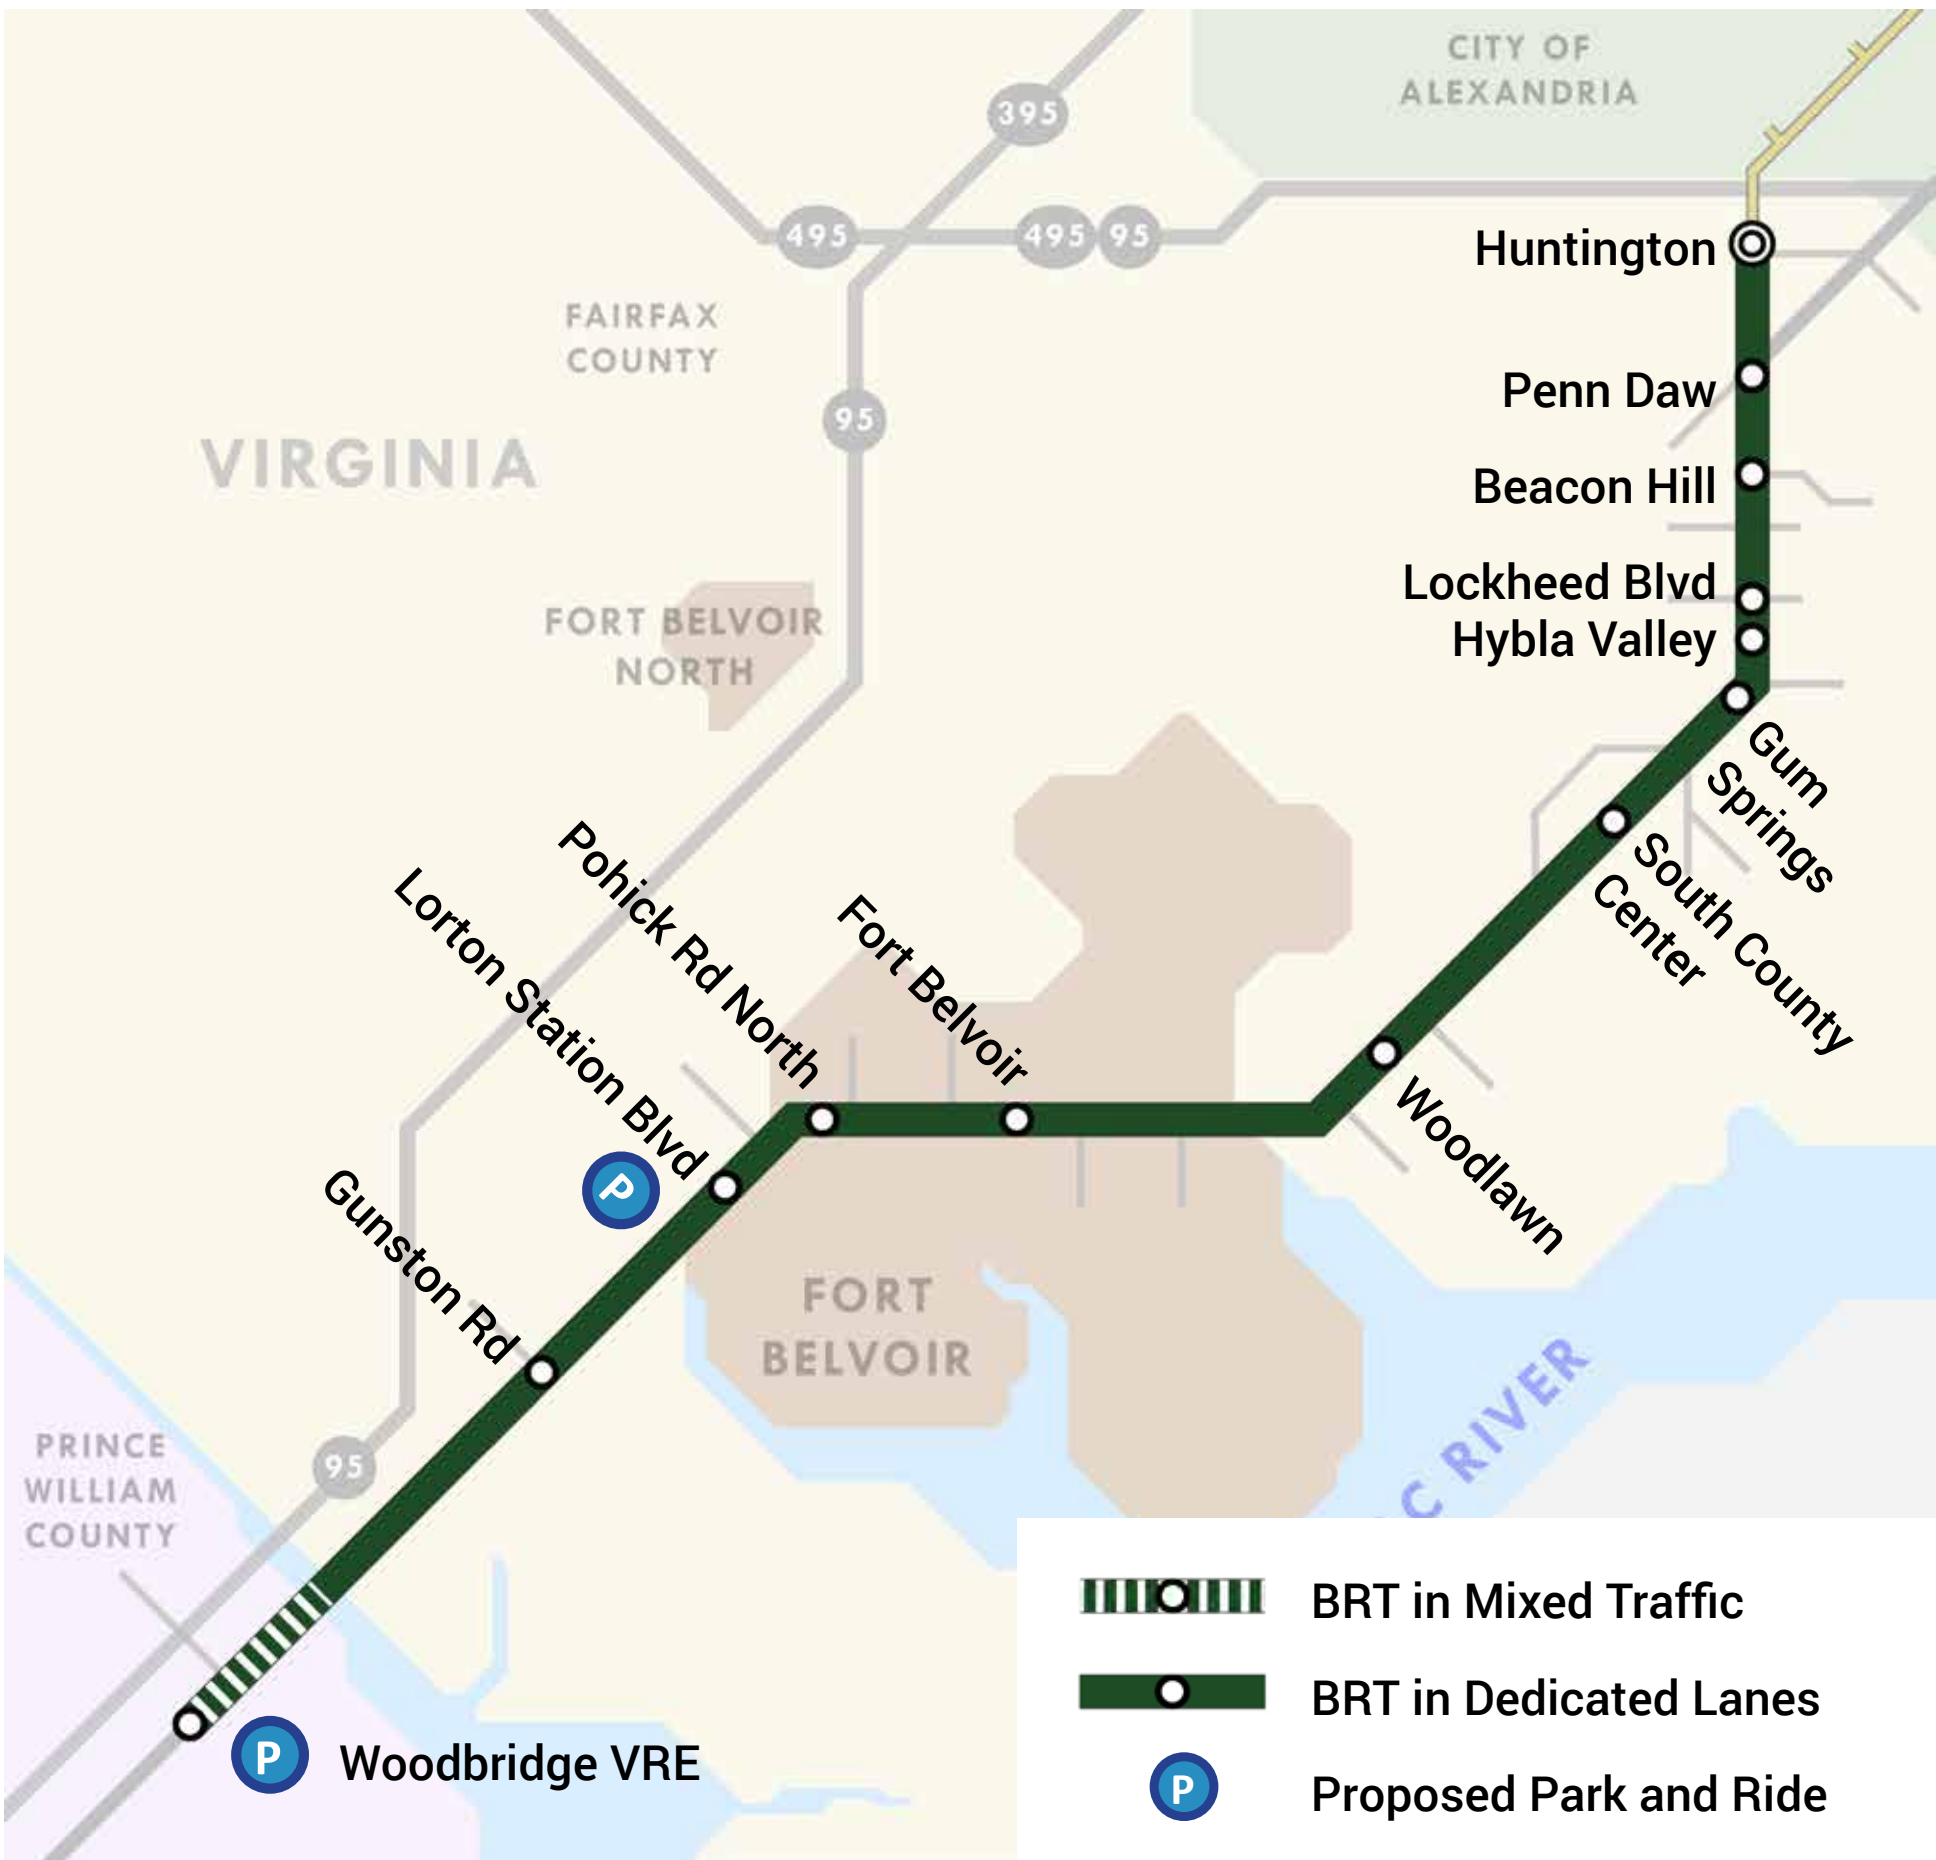 CITY OF
ALEXANDRIA
395
495
495
95
Huntington
FAIRFAX
COUNTY
Penn Daw
95
VIRGINIA
Beacon Hill
Lockheed Blvd
FORT BELVOIR
NORTH
Hybla Valley
Gum
Springs
South County
Center
Pohick Rd North
Lorton Station Blvd
Fort Belvoir
Woodlawn
P
Gunston Rd
FORT
BELVOIR
C RIVER
PRINCE
WILLIAM
COUNTY
95
P
Woodbridge VRE
BRT in Mixed Traffic
BRT in Dedicated Lanes
P
Proposed Park and Ride